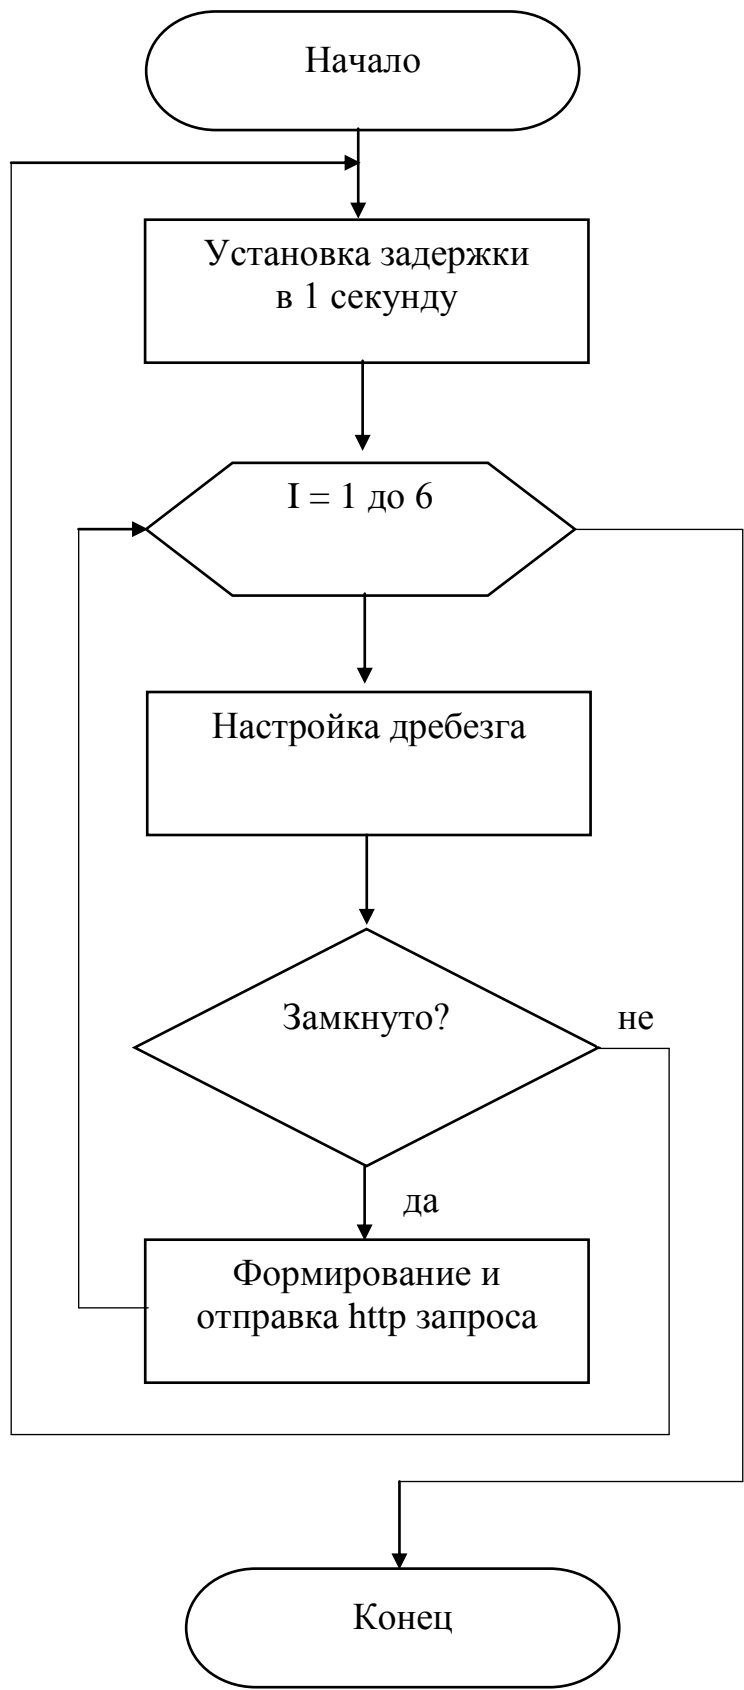 Начало
Установка задержки
в 1 секунду
I = 1 до 6
Настройка дребезга
Замкнуто?
не
да
Формирование и
отправка http запроса
Конец